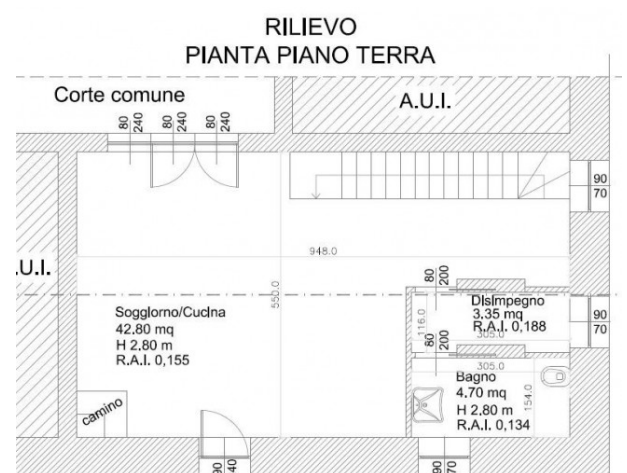 RILIEVO
PIANTA PIANO TERRA
Corte comune
A.U.I.
80
240
80
240
80
240
90
70
948.0
.U.I.
550.0
80
200
Disimpegno
3.35 mq
R.A.I. 0,188
305.0
116.0
90
70
Soggiorno/Cucina
42.80 mq
H 2.80 m
R.A.I. 0,155
80
200
305.0
Bagno
4.70 mq
H 2,80 m
R.A.I. 0,134
154.0
camino
90
40
90
70